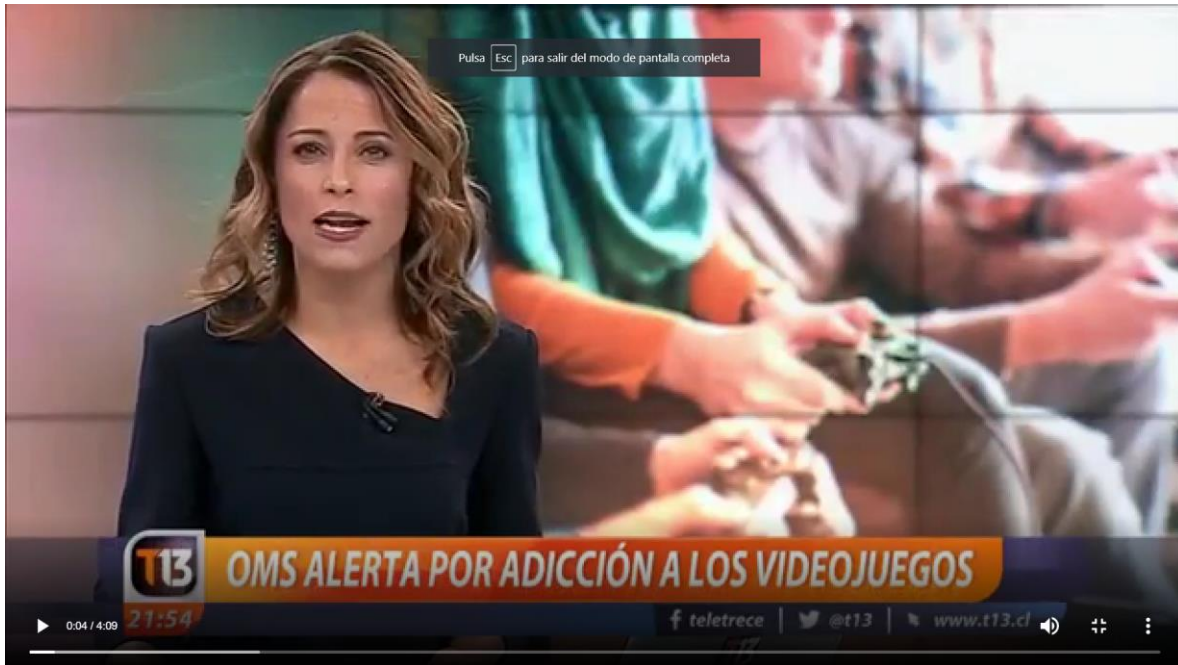 Pulsa Esc para salir del modo de pantalla completa
T13 OMS ALERTA POR ADICCIÓN A LOS VIDEOJUEGOS
0:04 / 4:09
21:54
teletrece | @t13 | www.t13.cl